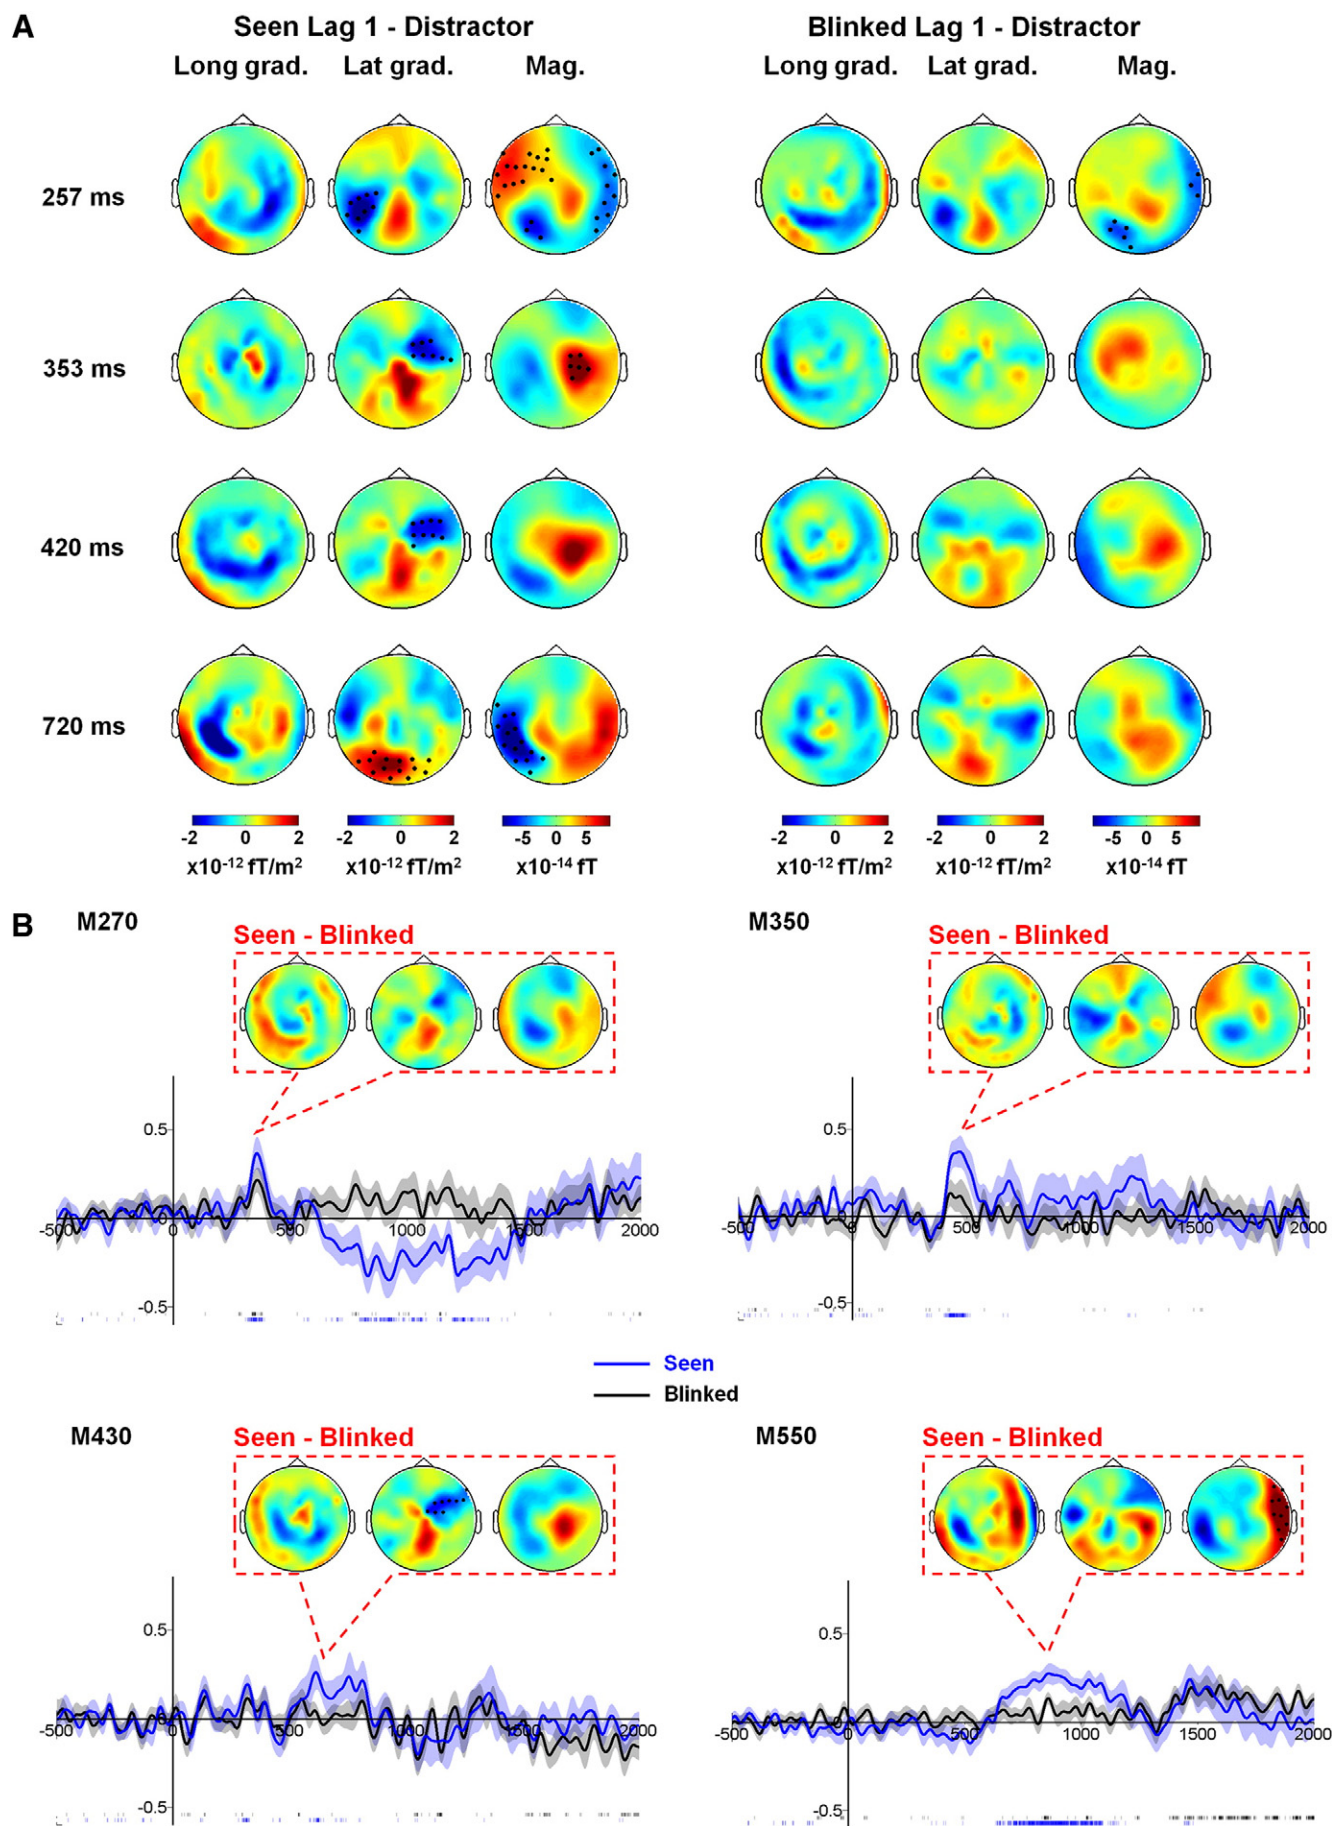 A
Seen Lag 1 - Distractor
Blinked Lag 1 - Distractor
Long grad. Lat grad. Mag.
Long grad. Lat grad. Mag.
257 ms
353 ms
420 ms
720 ms
-2 0 2
-2 0 2
-5 0 5
-2 0 2
-2 0 2
-5 0 5
x10⁻¹² fT/m²
x10⁻¹² fT/m²
x10⁻¹⁴ fT
x10⁻¹² fT/m²
x10⁻¹² fT/m²
x10⁻¹⁴ fT
B
M270
Seen - Blinked
0.5
-500 0 500 1000 1500 2000
-0.5
M350
Seen - Blinked
0.5
-500 0 500 1000 1500 2000
-0.5
Seen
Blinked
M430
Seen - Blinked
0.5
-500 0 500 1000 1500 2000
-0.5
M550
Seen - Blinked
0.5
-500 0 500 1000 1500 2000
-0.5